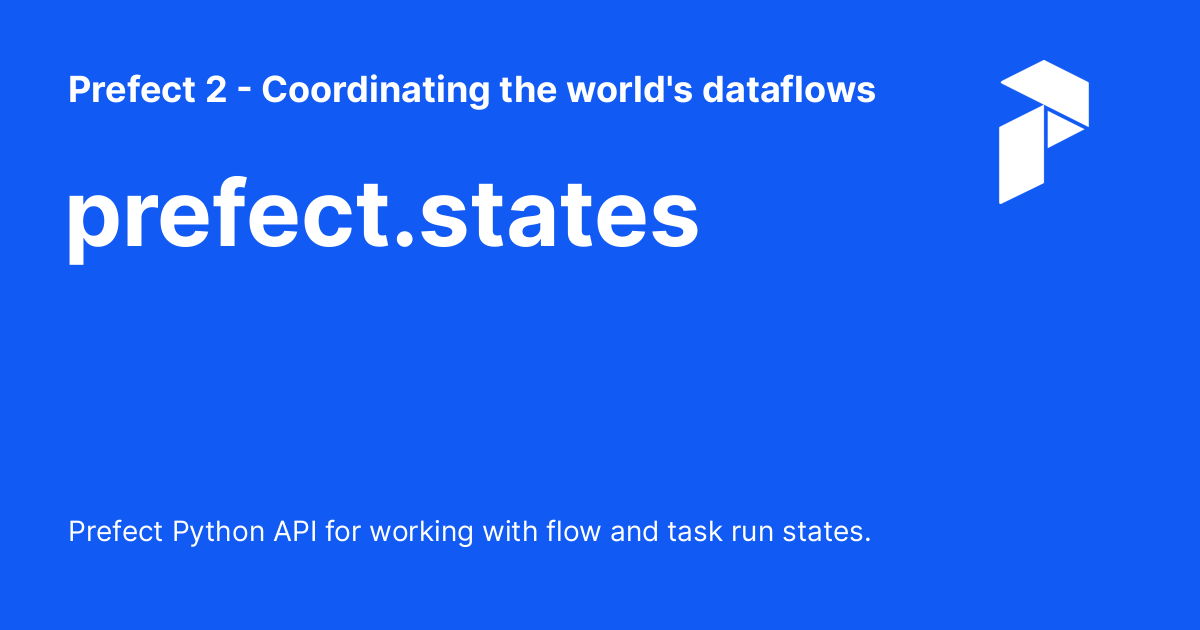 Prefect 2 - Coordinating the world's dataflows
prefect.states
Prefect Python API for working with flow and task run states.